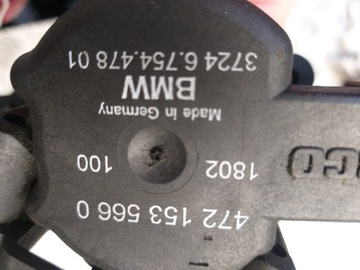 472 153 566 0
1802 100
Made in Germany
BMW
3724 6.754.478 01